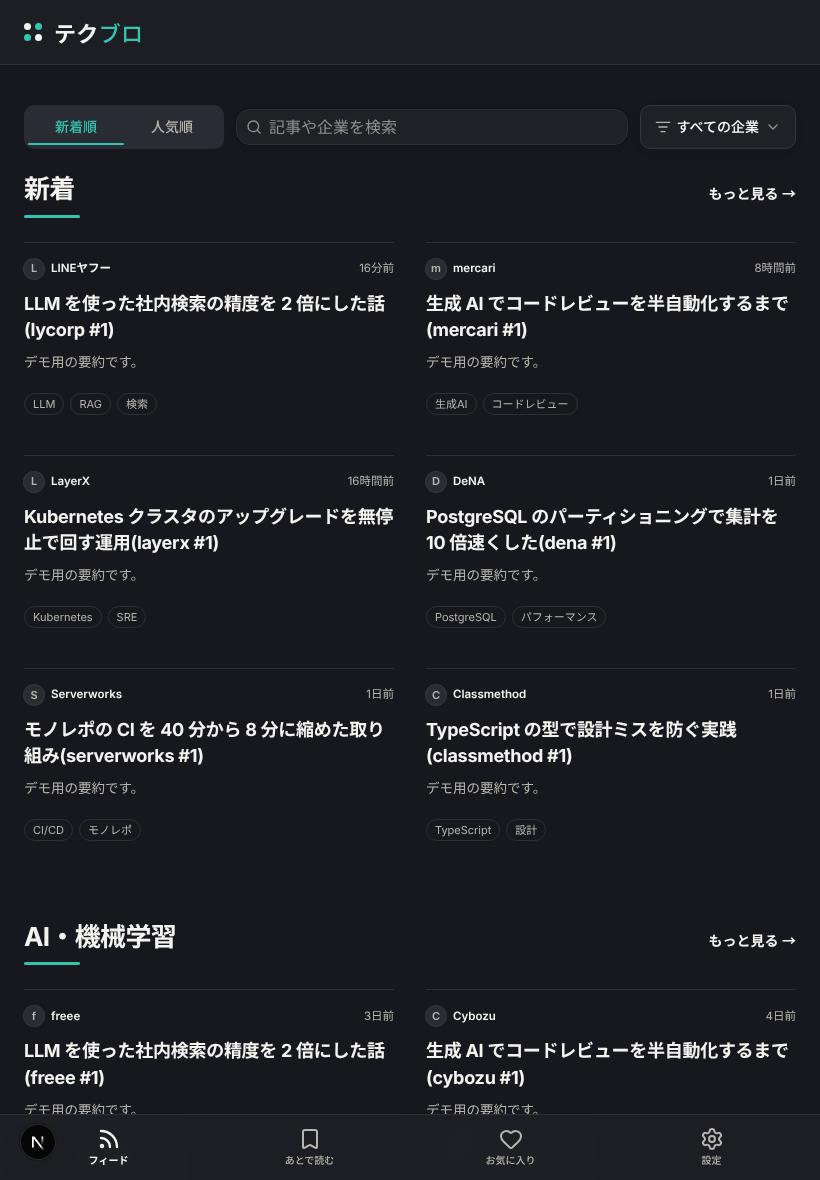 テクブロ
新着順 人気順 記事や企業を検索 すべての企業
新着 もっと見る →
L LINEヤフー 16分前
LLM を使った社内検索の精度を 2 倍にした話
(lycorp #1)
デモ用の要約です。
LLM RAG 検索
m mercari 8時間前
生成 AI でコードレビューを半自動化するまで
(mercari #1)
デモ用の要約です。
生成AI コードレビュー
L LayerX 16時間前
Kubernetes クラスタのアップグレードを無停
止で回す運用(layerx #1)
デモ用の要約です。
Kubernetes SRE
D DeNA 1日前
PostgreSQL のパーティショニングで集計を
10 倍速くした(dena #1)
デモ用の要約です。
PostgreSQL パフォーマンス
S Serverworks 1日前
モノレポの CI を 40 分から 8 分に縮めた取り
組み(serverworks #1)
デモ用の要約です。
CI/CD モノレポ
C Classmethod 1日前
TypeScript の型で設計ミスを防ぐ実践
(classmethod #1)
デモ用の要約です。
TypeScript 設計
AI・機械学習 もっと見る →
f freee 3日前
LLM を使った社内検索の精度を 2 倍にした話
(freee #1)
デモ用の要約です。
C Cybozu 4日前
生成 AI でコードレビューを半自動化するまで
(cybozu #1)
デモ用の要約です。
N フィード あとで読む お気に入り 設定